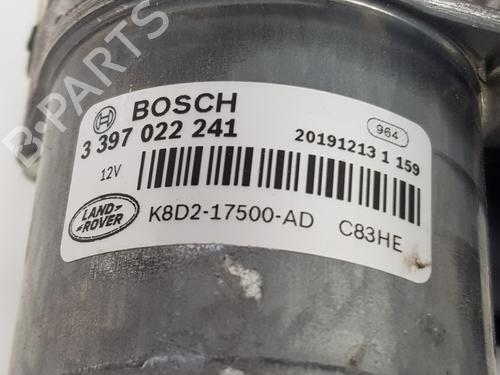 BOSCH
964
3 397 022 241
20191213 1 159
12V
LAND
ROVER
K8D2-17500-AD C83HE
B-PARTS